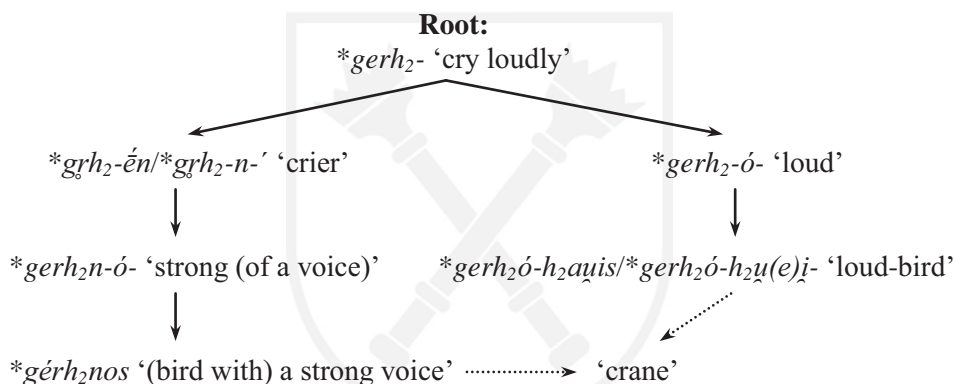 Root:
*gerh₂- ‘cry loudly’
*gr̥h₂-ḗn/*gr̥h₂-n-´ ‘crier’ *gerh₂-ó- ‘loud’
*gerh₂n-ó- ‘strong (of a voice)’ *gerh₂ó-h₂au̯is/*gerh₂ó-h₂u̯(e)i̯- ‘loud-bird’
*gérh₂nos ‘(bird with) a strong voice’ ‘crane’